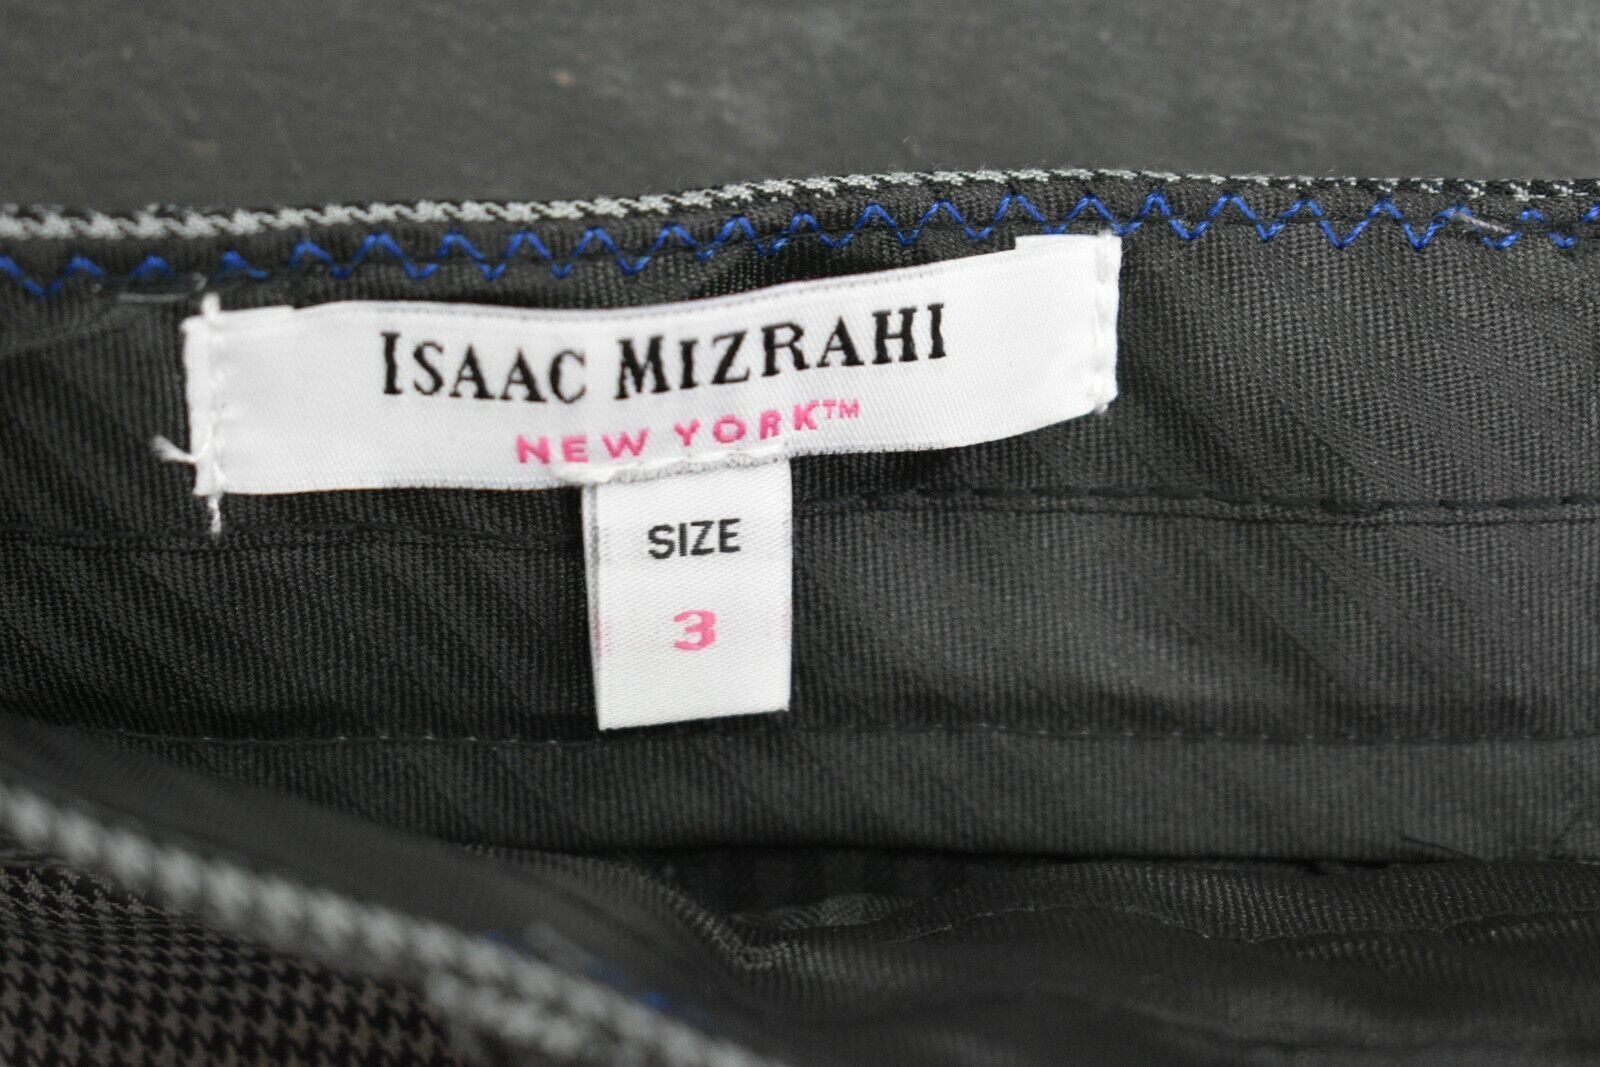 ISAAC MIZRAHI
NEW YORK™
SIZE
3